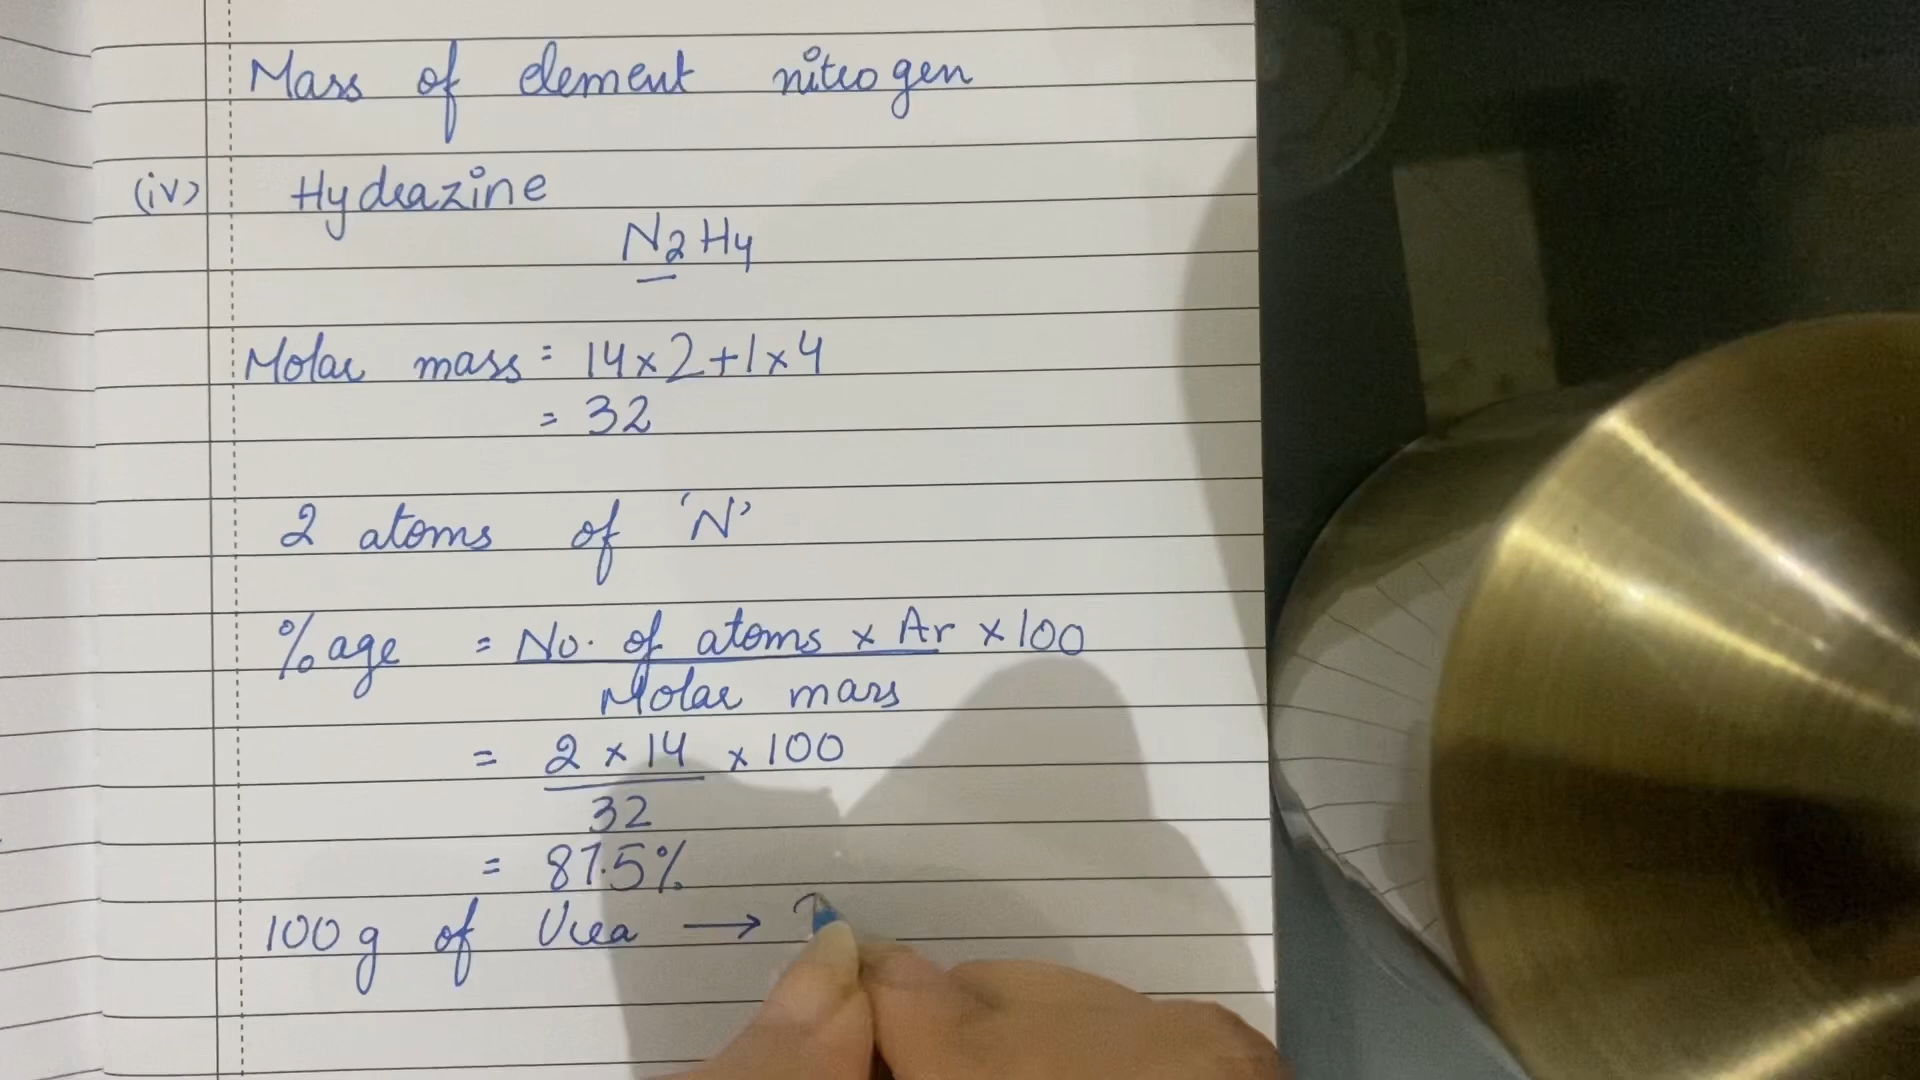 Mass of element nitrogen
(iv) Hydrazine
N2H4
Molar mass = 14 x 2 + 1 x 4
= 32
2 atoms of 'N'
%age = No. of atoms x Ar x 100
Molar mass
= 2 x 14 x 100
32
= 87.5%
100 g of Urea →